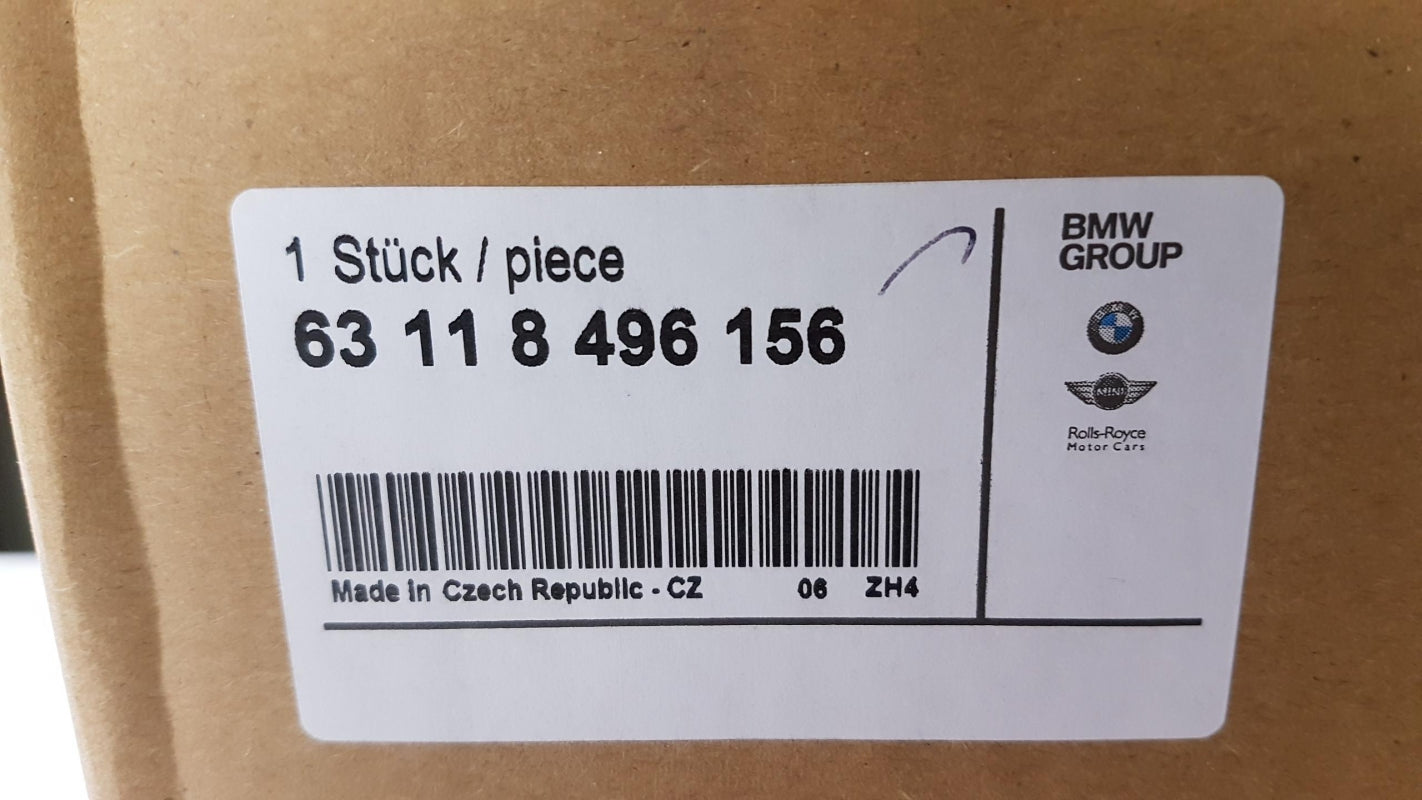 1 Stück / piece
63 11 8 496 156
Made in Czech Republic - CZ 06 ZH4
BMW
GROUP
MINI
Rolls-Royce
Motor Cars